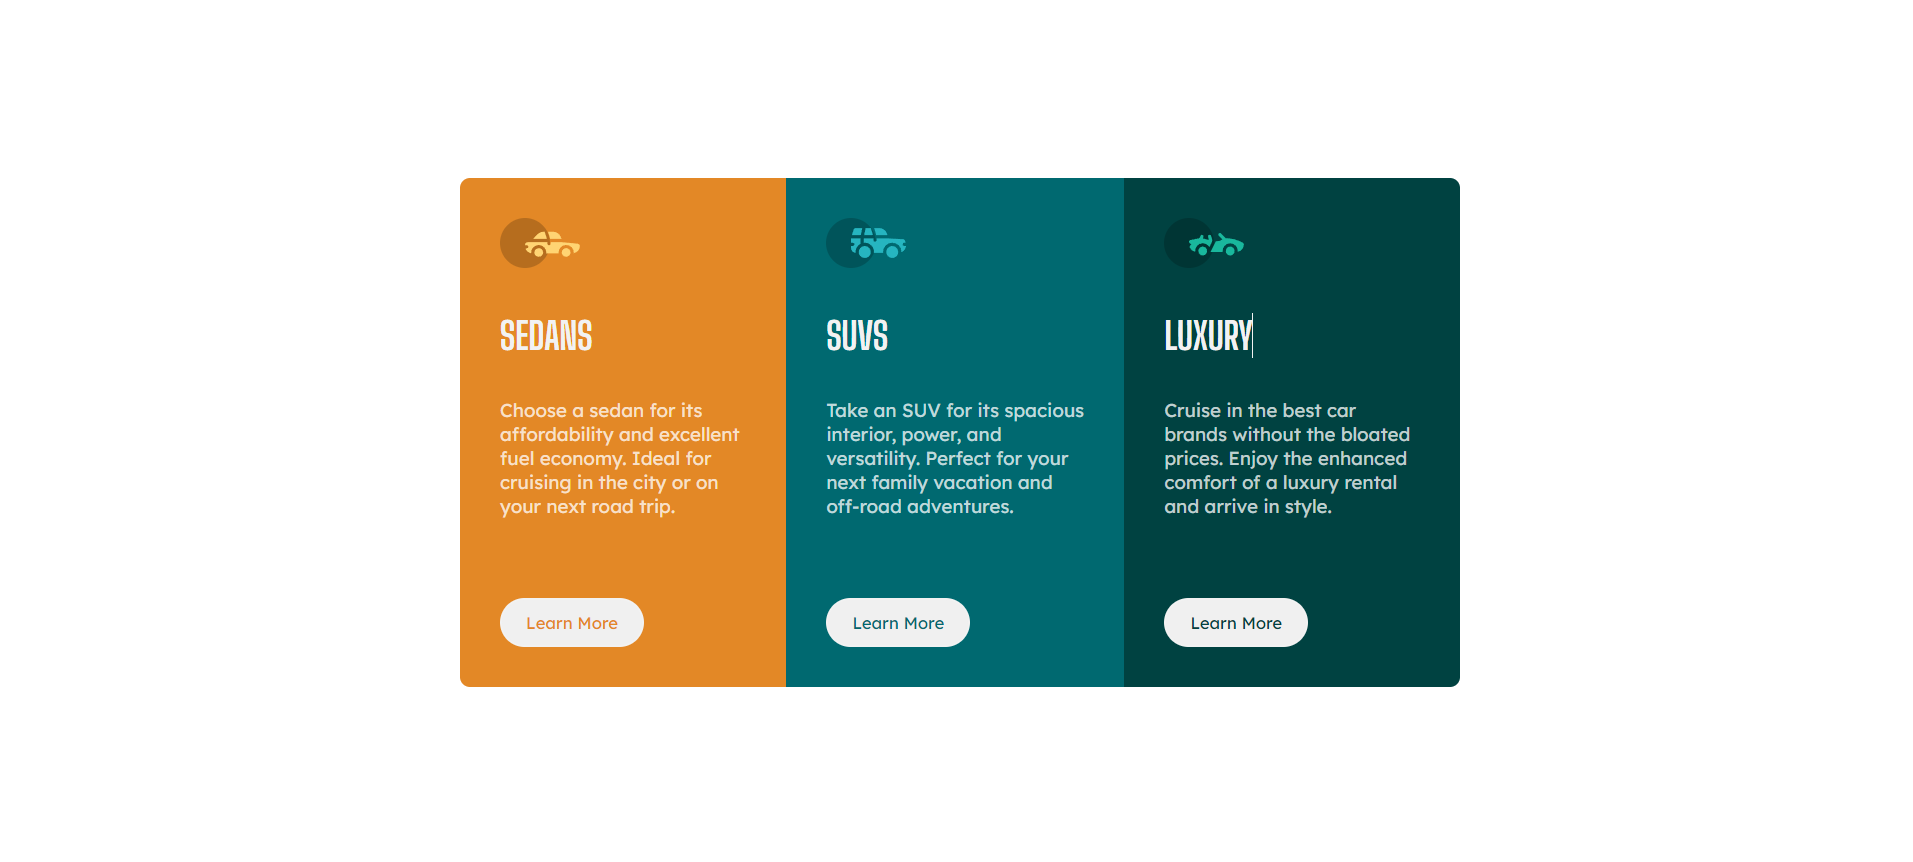 SEDANS
Choose a sedan for its
affordability and excellent
fuel economy. Ideal for
cruising in the city or on
your next road trip.
Learn More
SUVS
Take an SUV for its spacious
interior, power, and
versatility. Perfect for your
next family vacation and
off-road adventures.
Learn More
LUXURY
Cruise in the best car
brands without the bloated
prices. Enjoy the enhanced
comfort of a luxury rental
and arrive in style.
Learn More